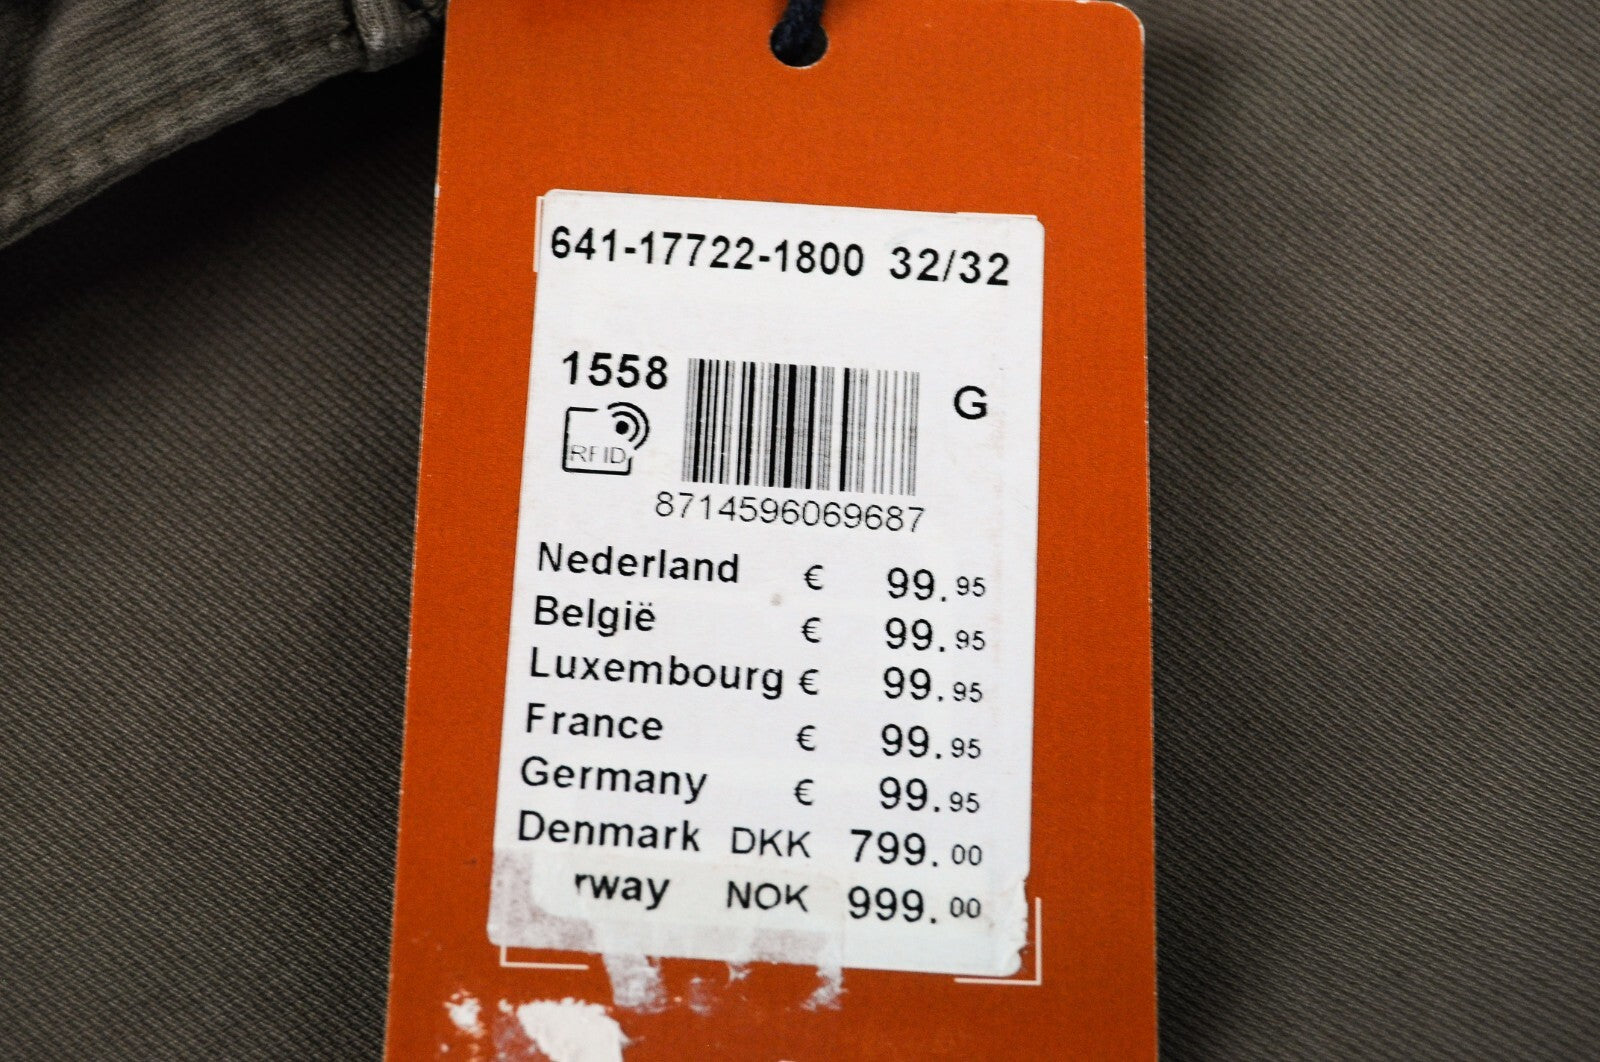 641-17722-1800 32/32
1558
G
RFID
8714596069687
Nederland € 99.95
België € 99.95
Luxembourg € 99.95
France € 99.95
Germany € 99.95
Denmark DKK 799.00
rway NOK 999.00